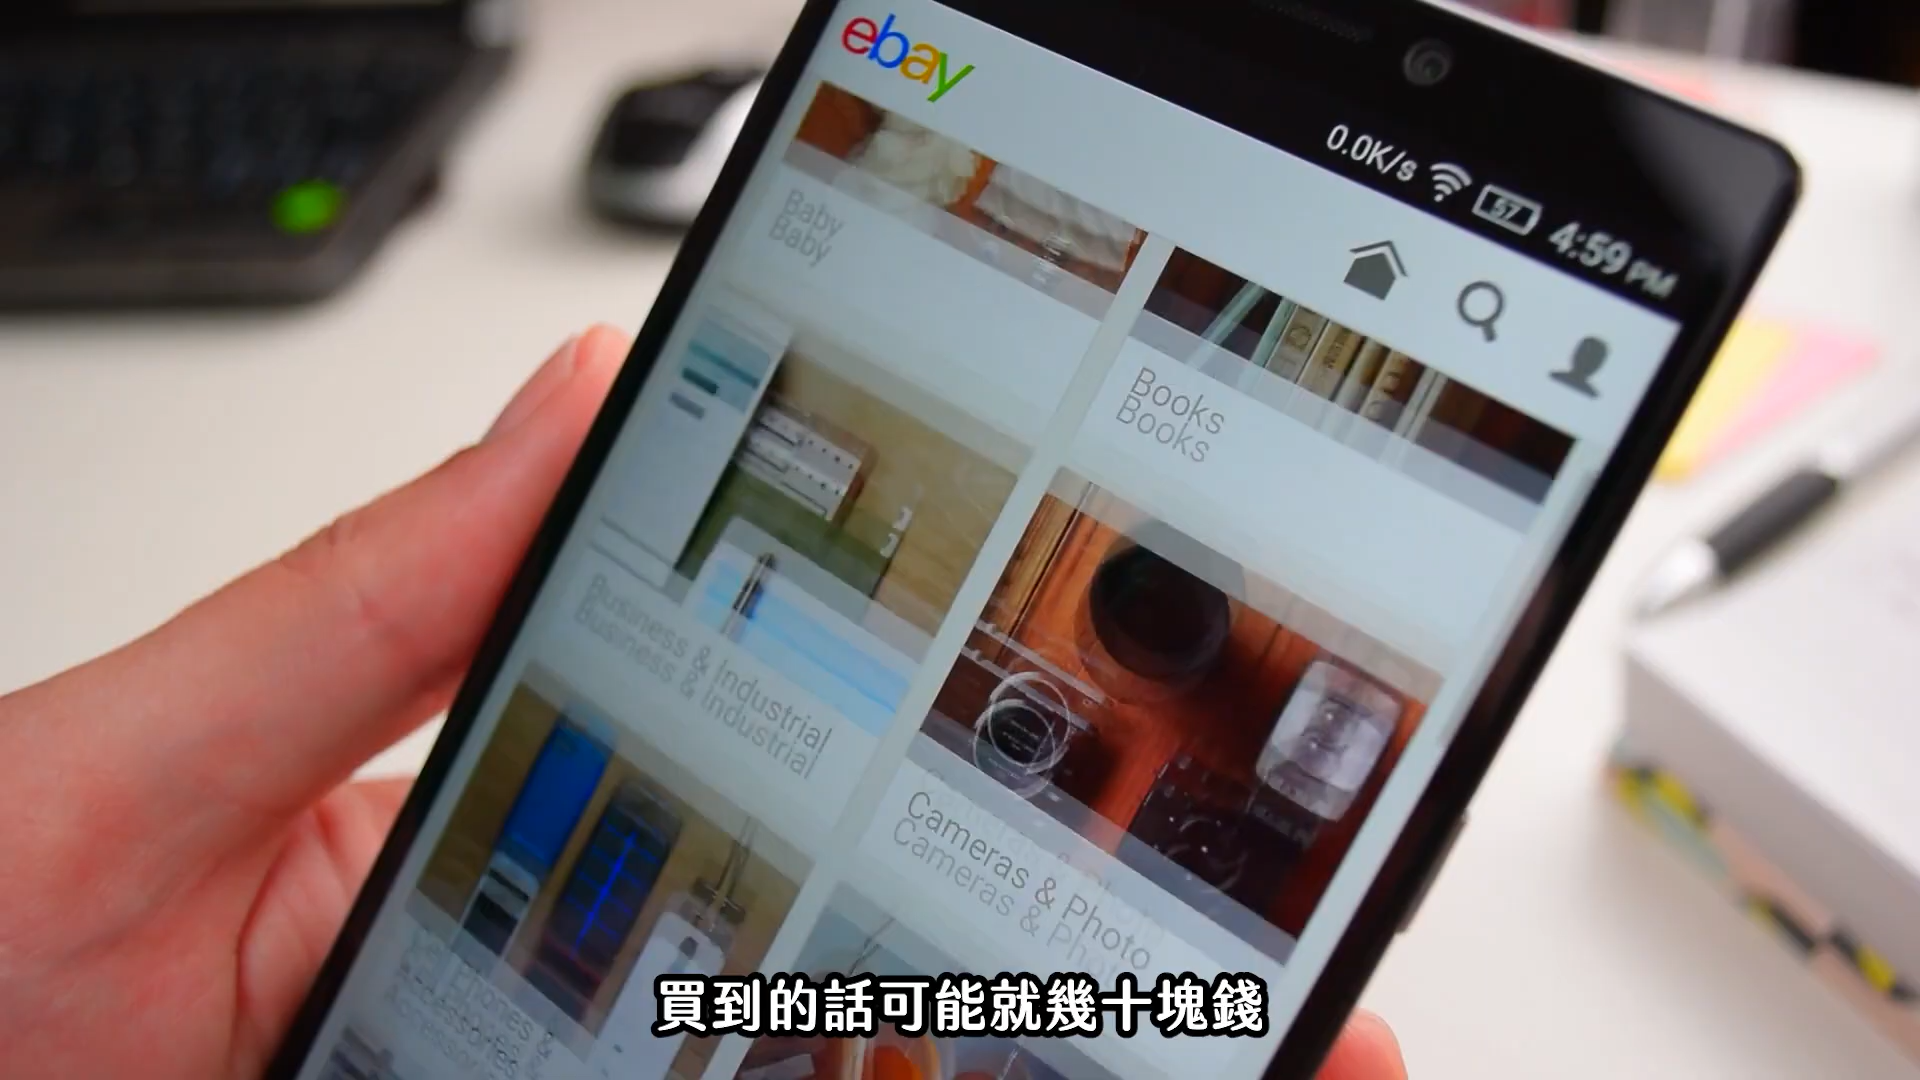 ebay
0.0K/s 57 4:59 PM
Baby
Baby
Books
Books
Business & Industrial
Business & Industrial
Cameras & Photo
Cameras & Photo
買到的話可能就幾十塊錢